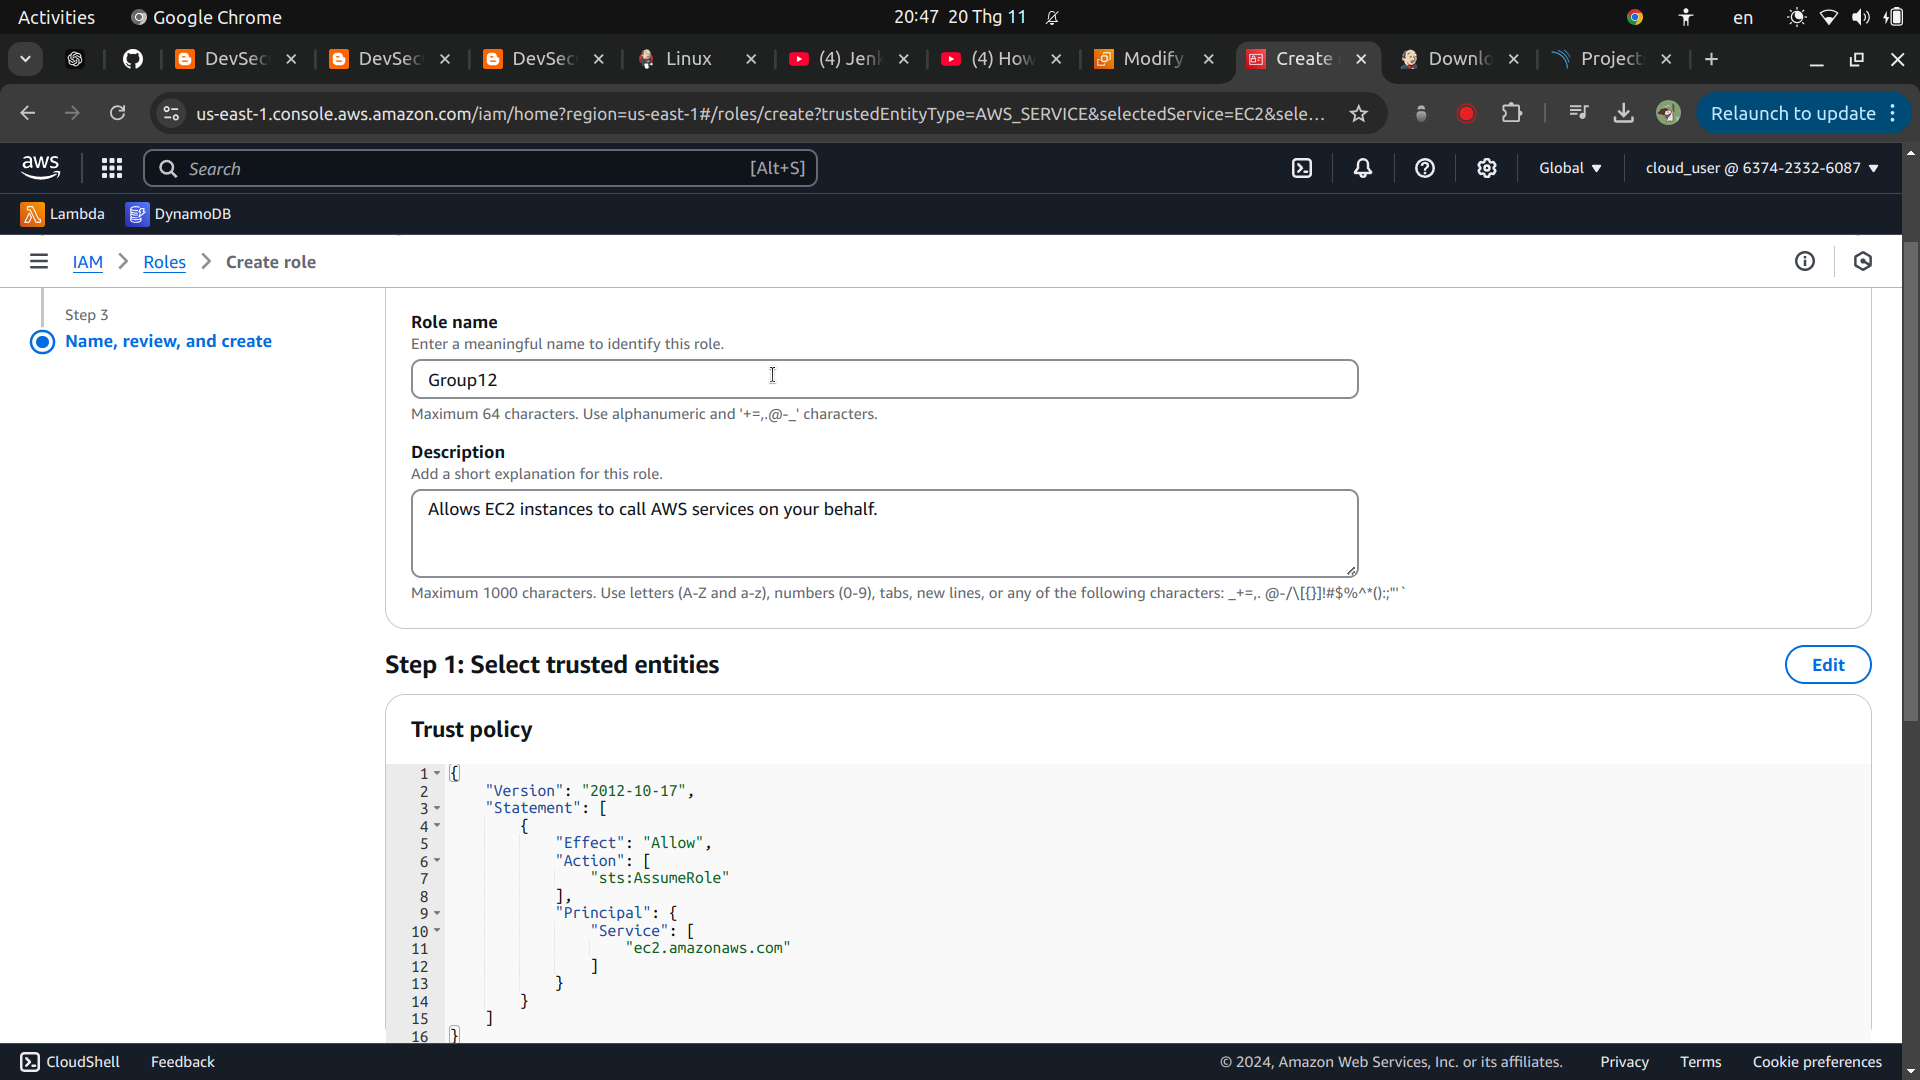 Activities
Google Chrome
20:47 20 Thg 11
en
DevSec
DevSec
DevSec
Linux
(4) Jen
(4) How
Modify
Create
Downlo
Project
Relaunch to update
us-east-1.console.aws.amazon.com/iam/home?region=us-east-1#/roles/create?trustedEntityType=AWS_SERVICE&selectedService=EC2&sele...
aws
Search
[Alt+S]
Global
cloud_user @ 6374-2332-6087
Lambda
DynamoDB
IAM
Roles
Create role
Step 3
Name, review, and create
Role name
Enter a meaningful name to identify this role.
Group12
Maximum 64 characters. Use alphanumeric and '+=,.@-_' characters.
Description
Add a short explanation for this role.
Allows EC2 instances to call AWS services on your behalf.
Maximum 1000 characters. Use letters (A-Z and a-z), numbers (0-9), tabs, new lines, or any of the following characters: _+=,. @-/\[{}]!#$%^*();:"'`
Step 1: Select trusted entities
Edit
Trust policy
1 {
2 "Version": "2012-10-17",
3 "Statement": [
4 {
5 "Effect": "Allow",
6 "Action": [
7 "sts:AssumeRole"
8 ],
9 "Principal": {
10 "Service": [
11 "ec2.amazonaws.com"
12 ]
13 }
14 }
15 ]
16 }
CloudShell
Feedback
© 2024, Amazon Web Services, Inc. or its affiliates.
Privacy
Terms
Cookie preferences